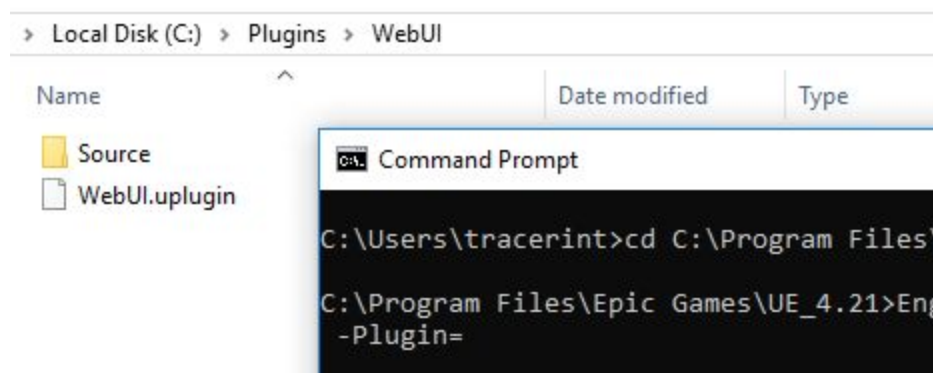 > Local Disk (C:) > Plugins > WebUI
Name Date modified Type
Source
WebUI.uplugin
Command Prompt
C:\Users\tracerint>cd C:\Program Files\
C:\Program Files\Epic Games\UE_4.21>Eng
-Plugin=